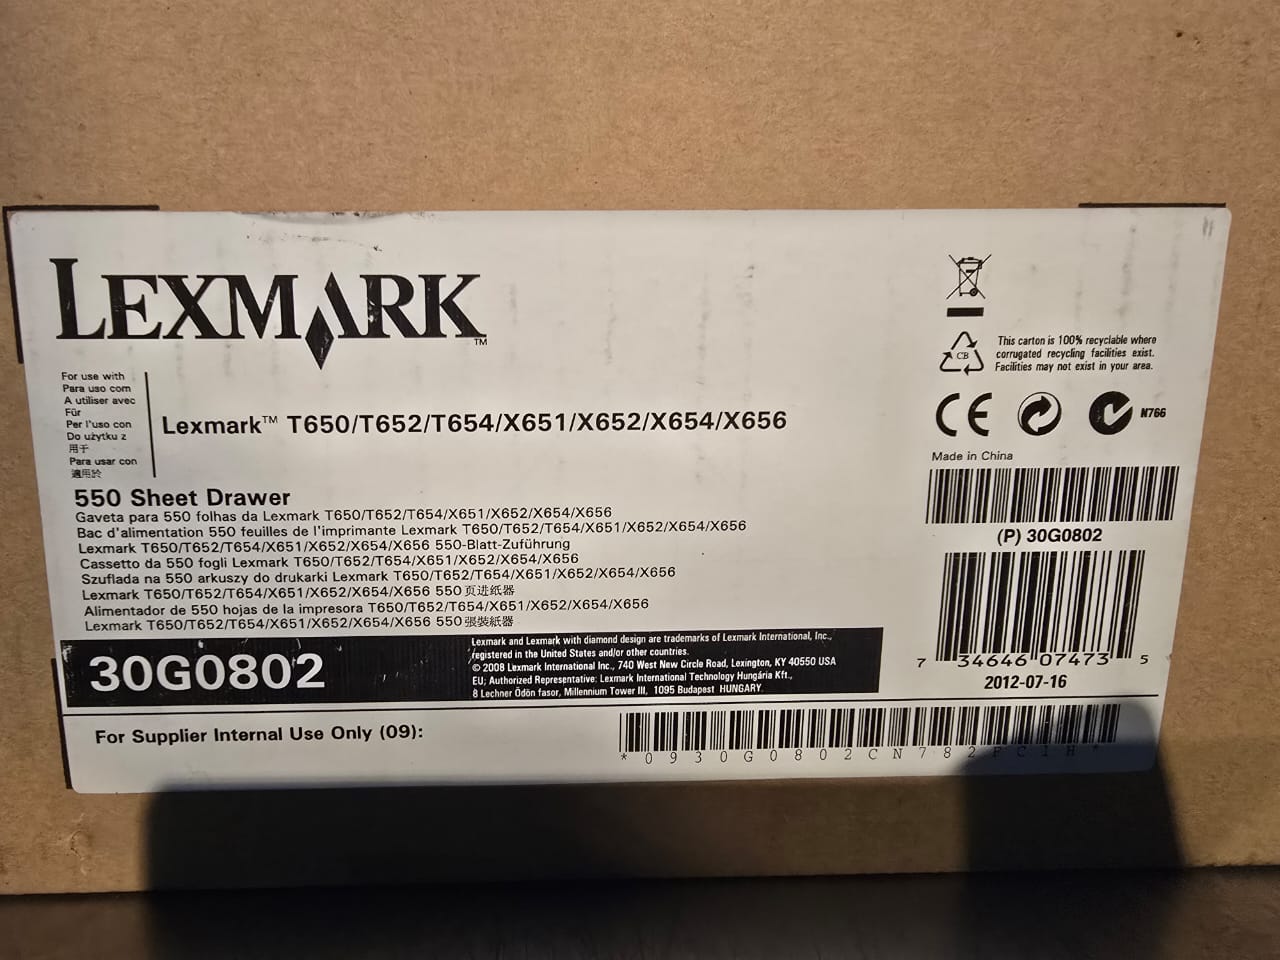 LEXMARK™
For use with
Para uso com
A utiliser avec
Für
Per l'uso con
Do użytku z
用于
Para usar con
適用於
Lexmark™ T650/T652/T654/X651/X652/X654/X656
550 Sheet Drawer
Gaveta para 550 folhas da Lexmark T650/T652/T654/X651/X652/X654/X656
Bac d'alimentation 550 feuilles de l'imprimante Lexmark T650/T652/T654/X651/X652/X654/X656
Lexmark T650/T652/T654/X651/X652/X654/X656 550-Blatt-Zuführung
Cassetto da 550 fogli Lexmark T650/T652/T654/X651/X652/X654/X656
Szuflada na 550 arkuszy do drukarki Lexmark T650/T652/T654/X651/X652/X654/X656
Lexmark T650/T652/T654/X651/X652/X654/X656 550 页进纸器
Alimentador de 550 hojas de la impresora T650/T652/T654/X651/X652/X654/X656
Lexmark T650/T652/T654/X651/X652/X654/X656 550 張裝紙器
30G0802
Lexmark and Lexmark with diamond design are trademarks of Lexmark International, Inc.,
registered in the United States and/or other countries.
© 2008 Lexmark International Inc., 740 West New Circle Road, Lexington, KY 40550 USA
EU; Authorized Representative: Lexmark International Technology Hungária Kft.,
8 Lechner Ödön fasor, Millennium Tower III, 1095 Budapest HUNGARY.
For Supplier Internal Use Only (09):
*0930G0802CN782FC1H*
CB
This carton is 100% recyclable where
corrugated recycling facilities exist.
Facilities may not exist in your area.
CE
N766
Made in China
(P) 30G0802
7 34646 07473 5
2012-07-16